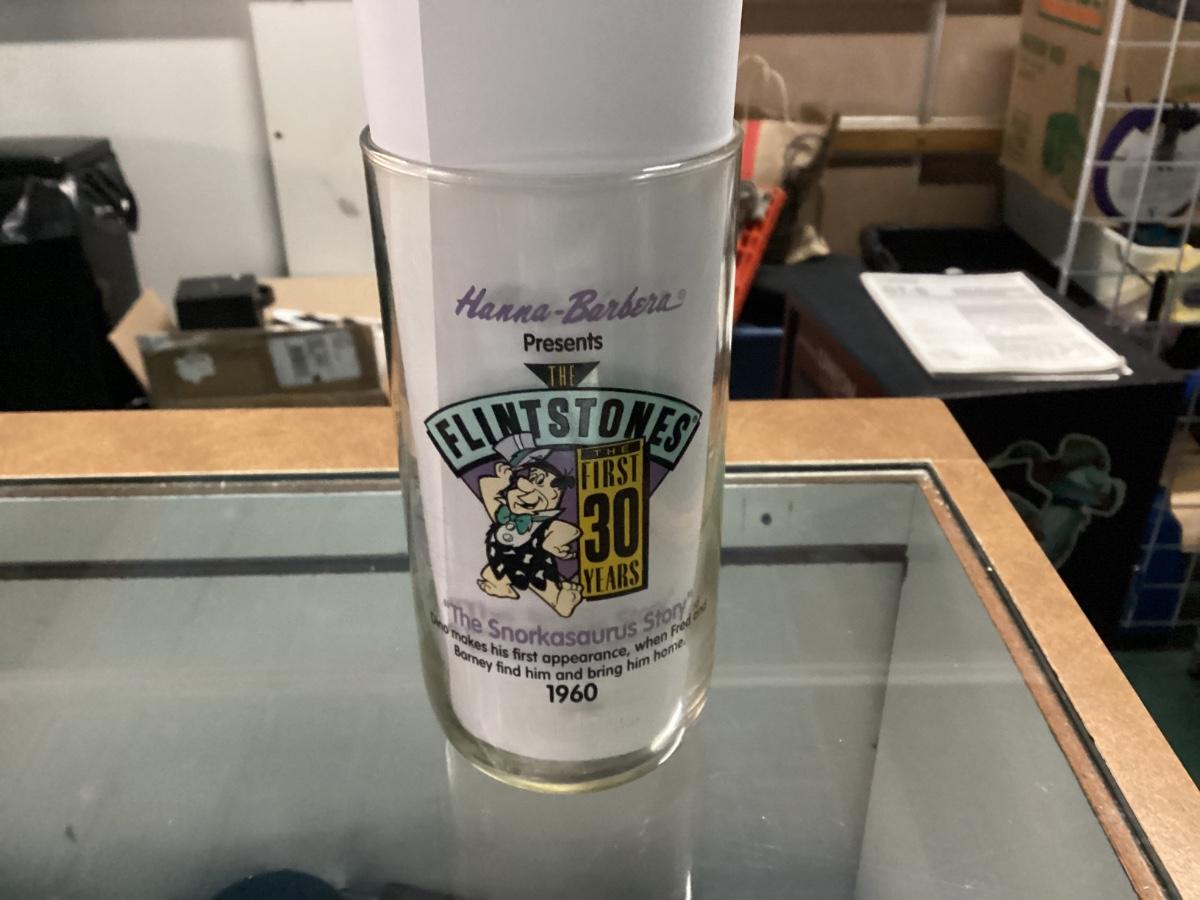 Hanna-Barbera®
Presents
THE
FLINTSTONES®
THE
FIRST
30
YEARS
"The Snorkasaurus Story"
Dino makes his first appearance, when Fred and
Barney find him and bring him home.
1960